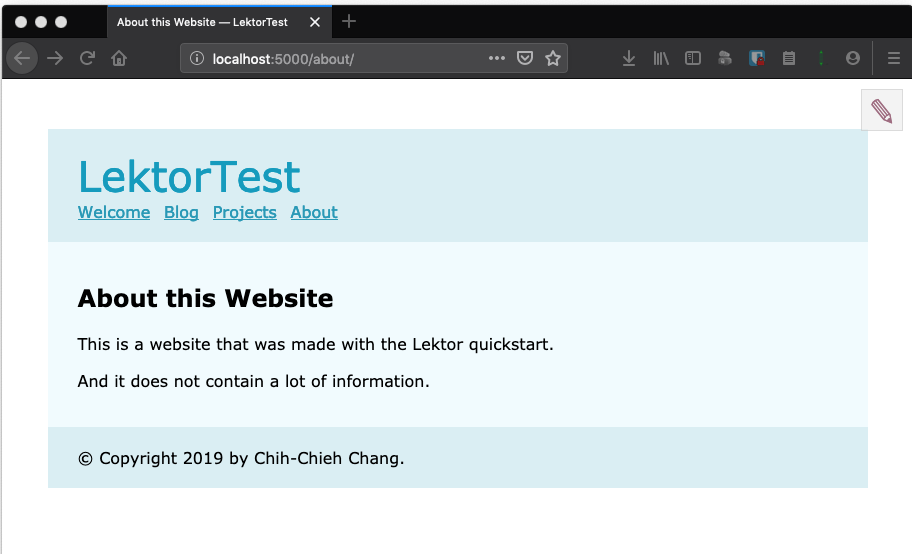 About this Website — LektorTest
localhost:5000/about/
LektorTest
Welcome Blog Projects About
About this Website
This is a website that was made with the Lektor quickstart.
And it does not contain a lot of information.
© Copyright 2019 by Chih-Chieh Chang.